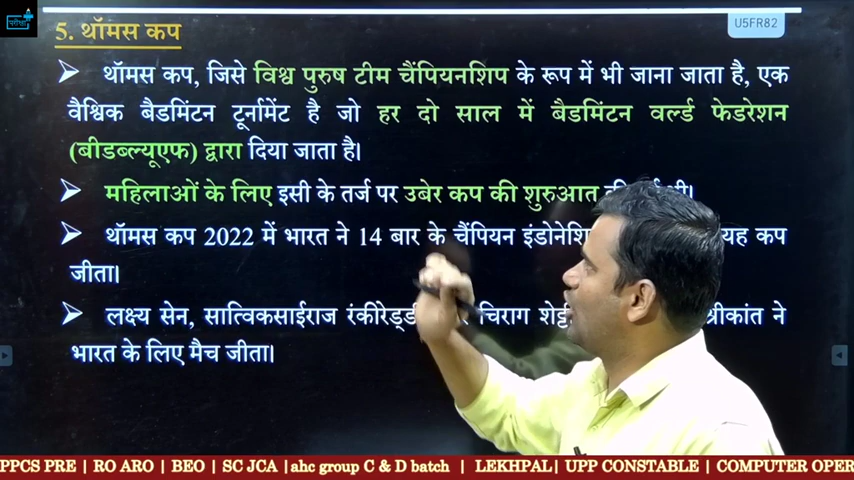 परीक्षा
U5FR82
5. थॉमस कप
थॉमस कप, जिसे विश्व पुरुष टीम चैंपियनशिप के रूप में भी जाना जाता है, एक
वैश्विक बैडमिंटन टूर्नामेंट है जो हर दो साल में बैडमिंटन वर्ल्ड फेडरेशन
(बीडब्ल्यूएफ) द्वारा दिया जाता है।
महिलाओं के लिए इसी के तर्ज पर उबेर कप की शुरुआत
थॉमस कप 2022 में भारत ने 14 बार के चैंपियन यह कप
जीता।
लक्ष्य सेन, सात्विकसाईराज रंकीरेड्डी चिराग शेट्टी श्रीकांत ने
भारत के लिए मैच जीता।
PPCS PRE | RO ARO | BEO | SC JCA |ahc group C & D batch | LEKHPAL| UPP CONSTABLE | COMPUTER OPER